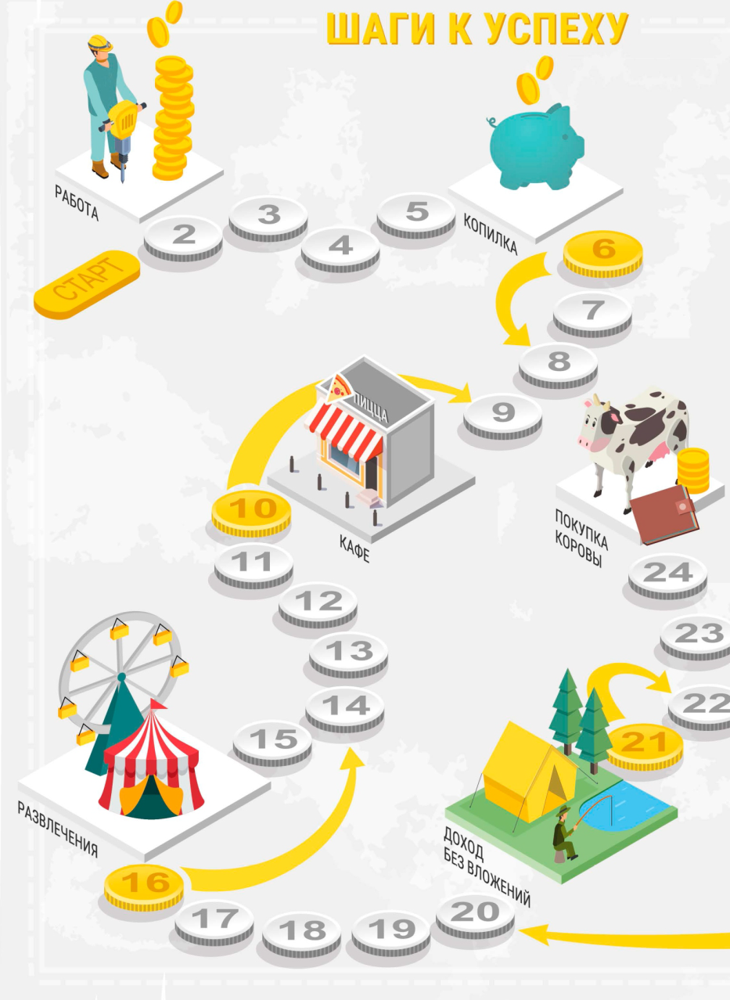 ШАГИ К УСПЕХУ
РАБОТА
КОПИЛКА
СТАРТ
2
3
4
5
6
7
8
9
ПИЦЦА
КАФЕ
10
11
12
13
14
15
РАЗВЛЕЧЕНИЯ
16
17
18
19
20
ДОХОД
БЕЗ ВЛОЖЕНИЙ
21
22
23
24
ПОКУПКА
КОРОВЫ